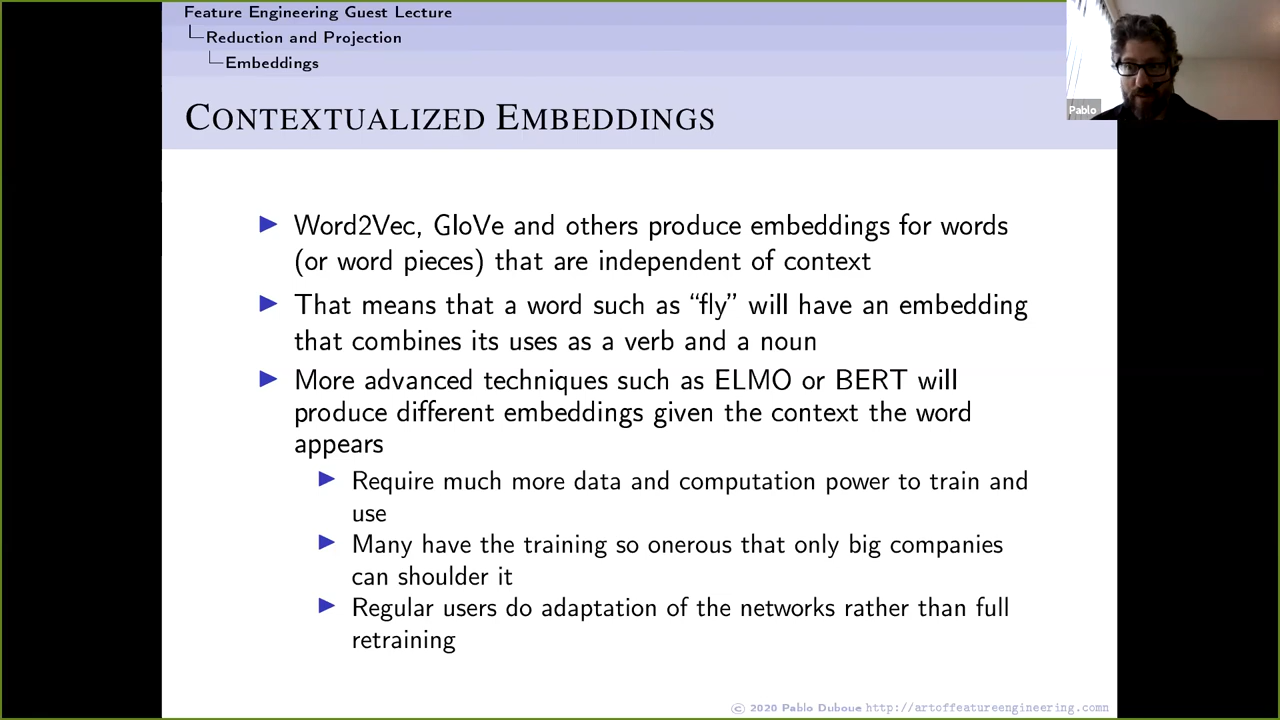 Feature Engineering Guest Lecture
Reduction and Projection
Embeddings
CONTEXTUALIZED EMBEDDINGS
Pablo
Word2Vec, GloVe and others produce embeddings for words
(or word pieces) that are independent of context
That means that a word such as “fly” will have an embedding
that combines its uses as a verb and a noun
More advanced techniques such as ELMO or BERT will
produce different embeddings given the context the word
appears
Require much more data and computation power to train and
use
Many have the training so onerous that only big companies
can shoulder it
Regular users do adaptation of the networks rather than full
retraining
© 2020 Pablo Duboue http://artoffeatureengineering.comn